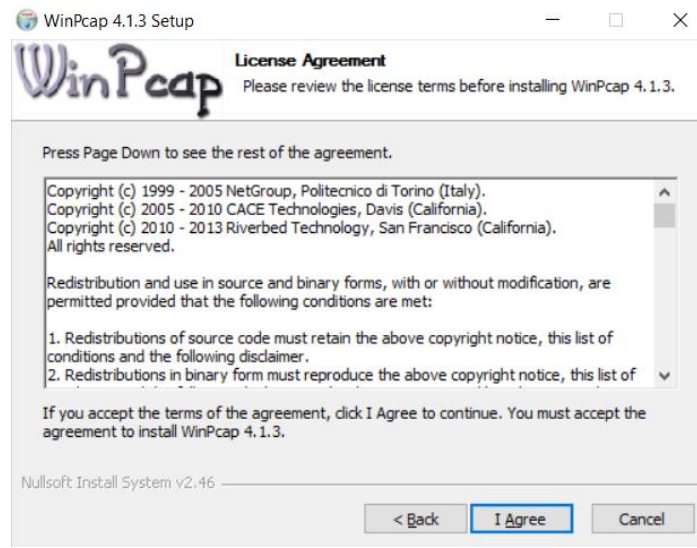 WinPcap 4.1.3 Setup
WinPcap
License Agreement
Please review the license terms before installing WinPcap 4.1.3.
Press Page Down to see the rest of the agreement.
Copyright (c) 1999 - 2005 NetGroup, Politecnico di Torino (Italy).
Copyright (c) 2005 - 2010 CACE Technologies, Davis (California).
Copyright (c) 2010 - 2013 Riverbed Technology, San Francisco (California).
All rights reserved.
Redistribution and use in source and binary forms, with or without modification, are
permitted provided that the following conditions are met:
1. Redistributions of source code must retain the above copyright notice, this list of
conditions and the following disclaimer.
2. Redistributions in binary form must reproduce the above copyright notice, this list of
If you accept the terms of the agreement, click I Agree to continue. You must accept the
agreement to install WinPcap 4.1.3.
Nullsoft Install System v2.46
< Back
I Agree
Cancel